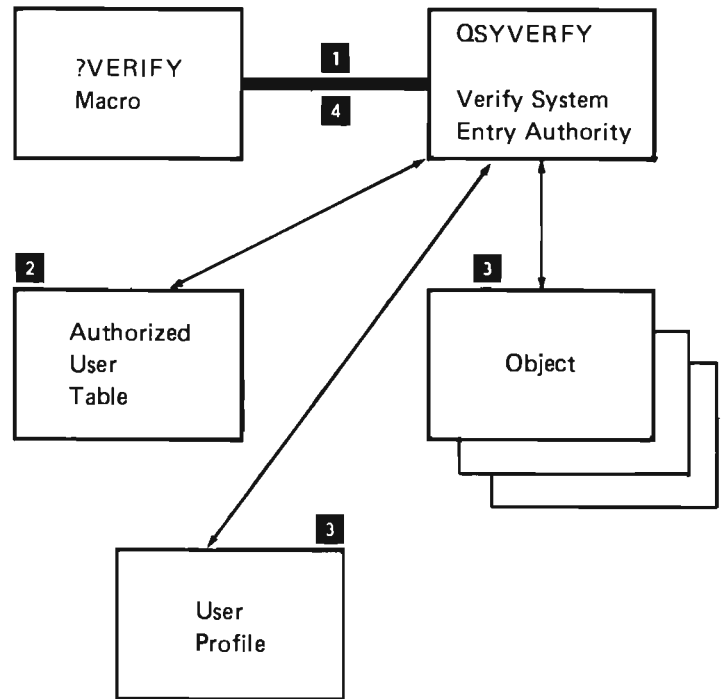 ?VERIFY
Macro
1
4
QSYVERFY
Verify System
Entry Authority
2
Authorized
User
Table
3
Object
3
User
Profile